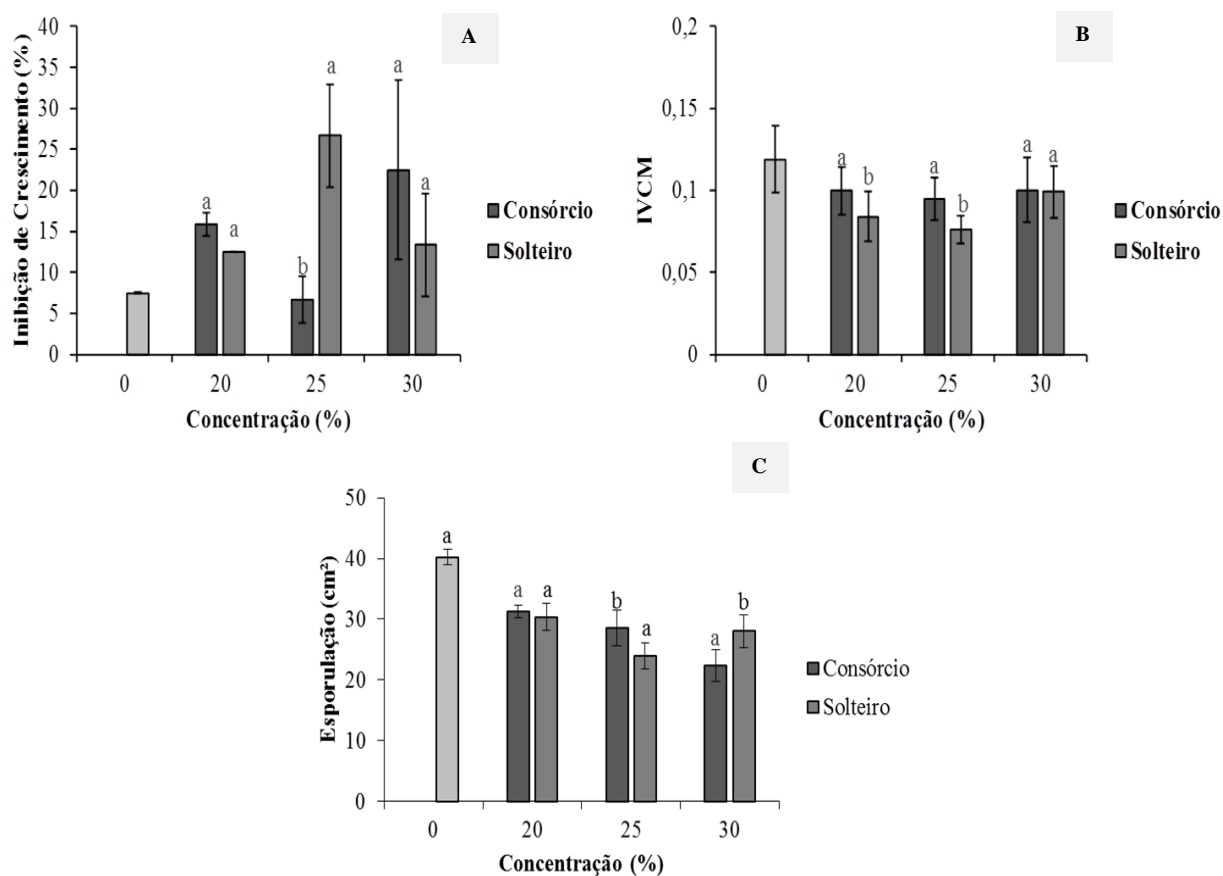 A
Inibição de Crescimento (%)
40
35
30
25
20
15
10
5
0
a
a
b
a
a
a
0
20
25
30
Concentração (%)
Consórcio
Solteiro
B
IVCM
0,2
0,15
0,1
0,05
0
a
b
a
b
a
a
0
20
25
30
Concentração (%)
Consórcio
Solteiro
C
Esporulação (cm²)
50
40
30
20
10
0
a
a
a
b
a
a
b
0
20
25
30
Concentração (%)
Consórcio
Solteiro